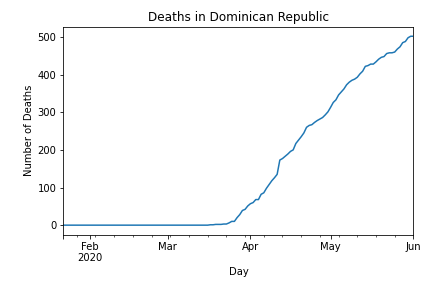 Deaths in Dominican Republic
500
400
300
200
100
0
Number of Deaths
Feb Mar Apr May Jun
2020
Day